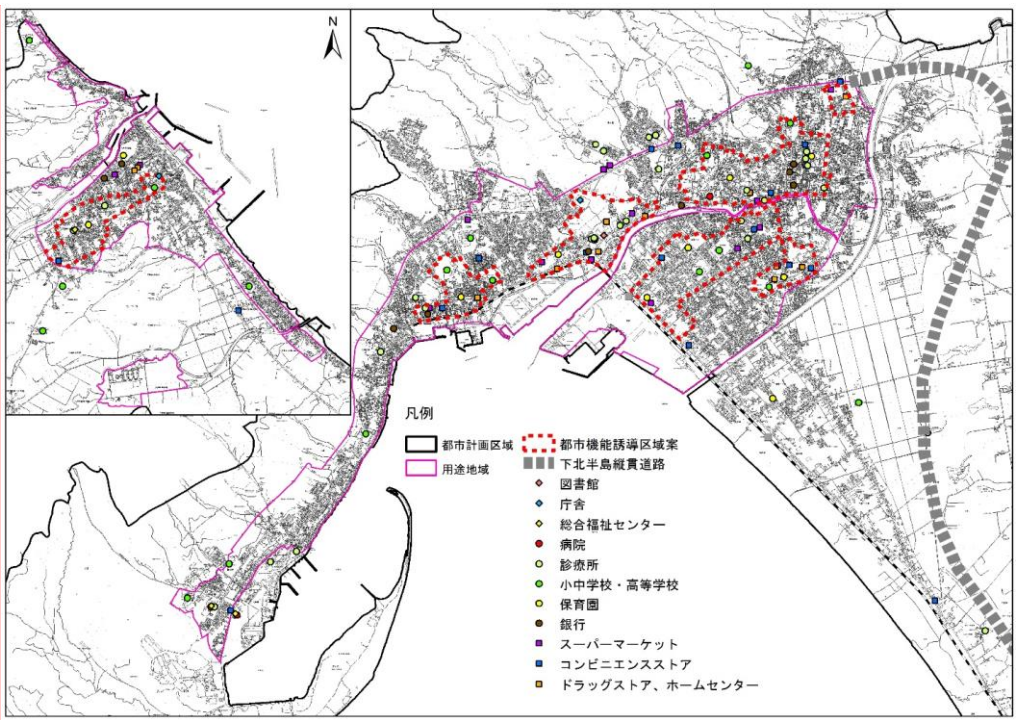 N
凡例
都市計画区域
用途地域
都市機能誘導区域案
下北半島縦貫道路
図書館
庁舎
総合福祉センター
病院
診療所
小中学校・高等学校
保育園
銀行
スーパーマーケット
コンビニエンスストア
ドラッグストア、ホームセンター